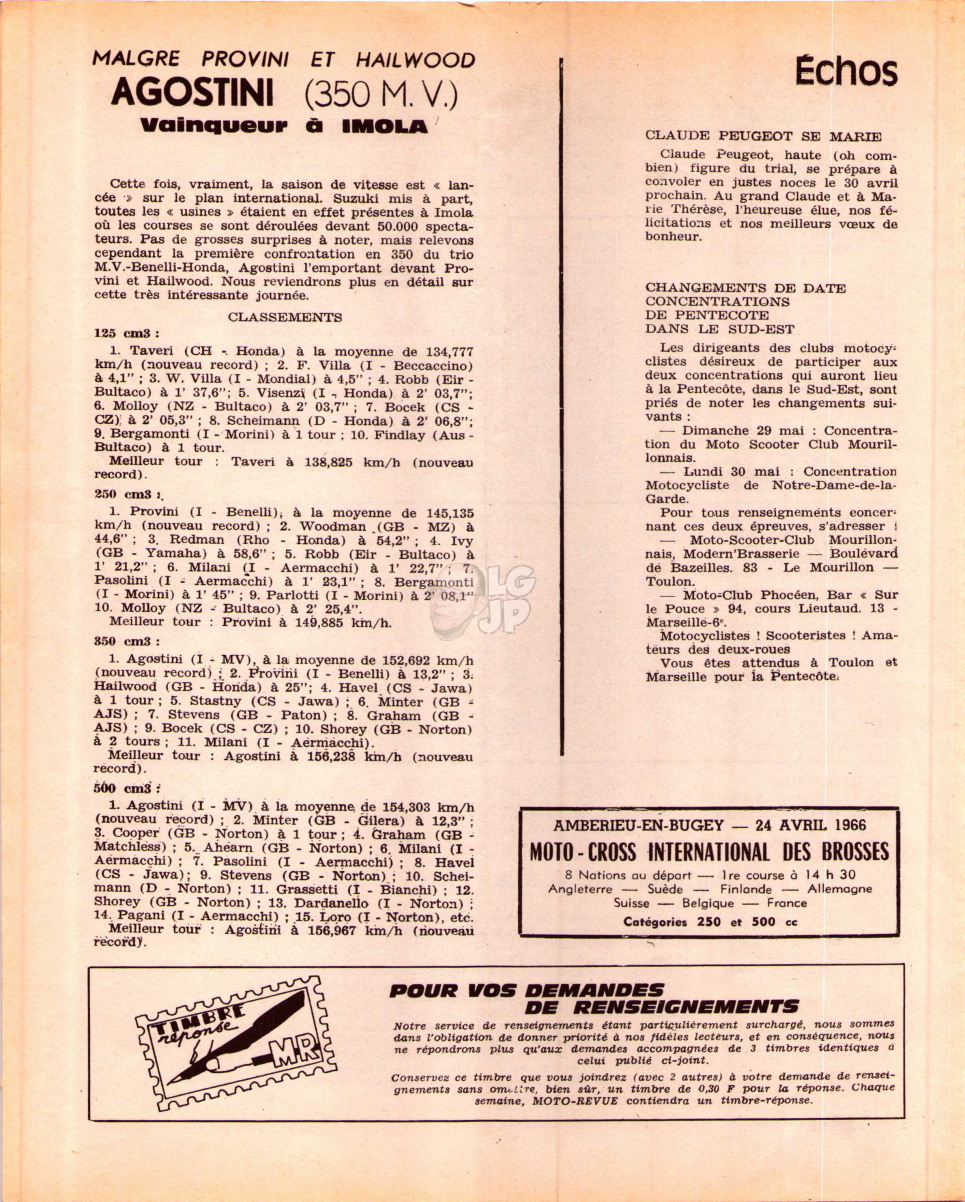 MALGRE PROVINI ET HAILWOOD
AGOSTINI (350 M. V.)
Vainqueur à IMOLA
Cette fois, vraiment, la saison de vitesse est « lan-
cée » sur le plan international. Suzuki mis à part,
toutes les « usines » étaient en effet présentes à Imola
où les courses se sont déroulées devant 50.000 specta-
teurs. Pas de grosses surprises à noter, mais relevons
cependant la première confrontation en 350 du trio
M.V.-Benelli-Honda, Agostini l'emportant devant Pro-
vini et Hailwood. Nous reviendrons plus en détail sur
cette très intéressante journée.
CLASSEMENTS
125 cm3 :
1. Taveri (CH - Honda) à la moyenne de 134,777
km/h (nouveau record) ; 2. F. Villa (I - Beccaccino)
à 4,1" ; 3. W. Villa (I - Mondial) à 4,5" ; 4. Robb (Eir -
Bultaco) à 1' 37,6"; 5. Visenzi (I - Honda) à 2' 03,7";
6. Molloy (NZ - Bultaco) à 2' 03,7" ; 7. Bocek (CS -
CZ) à 2' 05,3" ; 8. Scheimann (D - Honda) à 2' 06,8";
9. Bergamonti (I - Morini) à 1 tour ; 10. Findlay (Aus -
Bultaco) à 1 tour.
Meilleur tour : Taveri à 138,825 km/h (nouveau
record).
250 cm3 :
1. Provini (I - Benelli), à la moyenne de 145,135
km/h (nouveau record) ; 2. Woodman (GB - MZ) à
44,6" ; 3. Redman (Rho - Honda) à 54,2" ; 4. Ivy
(GB - Yamaha) à 58,6" ; 5. Robb (Eir - Bultaco) à
1' 21,2" ; 6. Milani (I - Aermacchi) à 1' 22,7" ; 7.
Pasolini (I - Aermacchi) à 1' 23,1" ; 8. Bergamonti
(I - Morini) à 1' 45" ; 9. Parlotti (I - Morini) à 2' 08,1"
10. Molloy (NZ - Bultaco) à 2' 25,4".
Meilleur tour : Provini à 149,885 km/h.
350 cm3 :
1. Agostini (I - MV), à la moyenne de 152,692 km/h
(nouveau record) ; 2. Provini (I - Benelli) à 13,2" ; 3.
Hailwood (GB - Honda) à 25"; 4. Havel (CS - Jawa)
à 1 tour ; 5. Stastny (CS - Jawa) ; 6. Minter (GB -
AJS) ; 7. Stevens (GB - Paton) ; 8. Graham (GB -
AJS) ; 9. Bocek (CS - CZ) ; 10. Shorey (GB - Norton)
à 2 tours ; 11. Milani (I - Aermacchi).
Meilleur tour : Agostini à 156,238 km/h (nouveau
record).
500 cm3 :
1. Agostini (I - MV) à la moyenne de 154,303 km/h
(nouveau record) ; 2. Minter (GB - Gilera) à 12,3" ;
3. Cooper (GB - Norton) à 1 tour ; 4. Graham (GB -
Matchless) ; 5. Ahearn (GB - Norton) ; 6. Milani (I -
Aermacchi) ; 7. Pasolini (I - Aermacchi) ; 8. Havel
(CS - Jawa); 9. Stevens (GB - Norton) ; 10. Schei-
mann (D - Norton) ; 11. Grassetti (I - Bianchi) ; 12.
Shorey (GB - Norton) ; 13. Dardanello (I - Norton) ;
14. Pagani (I - Aermacchi) ; 15. Loro (I - Norton), etc.
Meilleur tour : Agostini à 156,967 km/h (nouveau
record).
Échos
CLAUDE PEUGEOT SE MARIE
Claude Peugeot, haute (oh com-
bien) figure du trial, se prépare à
convoler en justes noces le 30 avril
prochain. Au grand Claude et à Ma-
rie Thérèse, l'heureuse élue, nos fé-
licitations et nos meilleurs vœux de
bonheur.
CHANGEMENTS DE DATE
CONCENTRATIONS
DE PENTECOTE
DANS LE SUD-EST
Les dirigeants des clubs motocy-
clistes désireux de participer aux
deux concentrations qui auront lieu
à la Pentecôte, dans le Sud-Est, sont
priés de noter les changements sui-
vants :
— Dimanche 29 mai : Concentra-
tion du Moto Scooter Club Mouril-
lonnais.
— Lundi 30 mai : Concentration
Motocycliste de Notre-Dame-de-la-
Garde.
Pour tous renseignements concer-
nant ces deux épreuves, s'adresser :
— Moto-Scooter-Club Mourillon-
nais, Modern'Brasserie — Boulevard
de Bazeilles. 83 - Le Mourillon —
Toulon.
— Moto-Club Phocéen, Bar « Sur
le Pouce » 94, cours Lieutaud. 13 -
Marseille-6e.
Motocyclistes ! Scooteristes ! Ama-
teurs des deux-roues
Vous êtes attendus à Toulon et
Marseille pour la Pentecôte.
AMBERIEU-EN-BUGEY — 24 AVRIL 1966
MOTO-CROSS INTERNATIONAL DES BROSSES
8 Nations au départ — 1re course à 14 h 30
Angleterre — Suède — Finlande — Allemagne
Suisse — Belgique — France
Catégories 250 et 500 cc
TIMBRE
réponse
MR
POUR VOS DEMANDES
DE RENSEIGNEMENTS
Notre service de renseignements étant particulièrement surchargé, nous sommes
dans l'obligation de donner priorité à nos fidèles lecteurs, et en conséquence, nous
ne répondrons plus qu'aux demandes accompagnées de 3 timbres identiques à
celui publié ci-joint.
Conservez ce timbre que vous joindrez (avec 2 autres) à votre demande de rensei-
gnements sans omettre, bien sûr, un timbre de 0,30 F pour la réponse. Chaque
semaine, MOTO-REVUE contiendra un timbre-réponse.
LG
JP